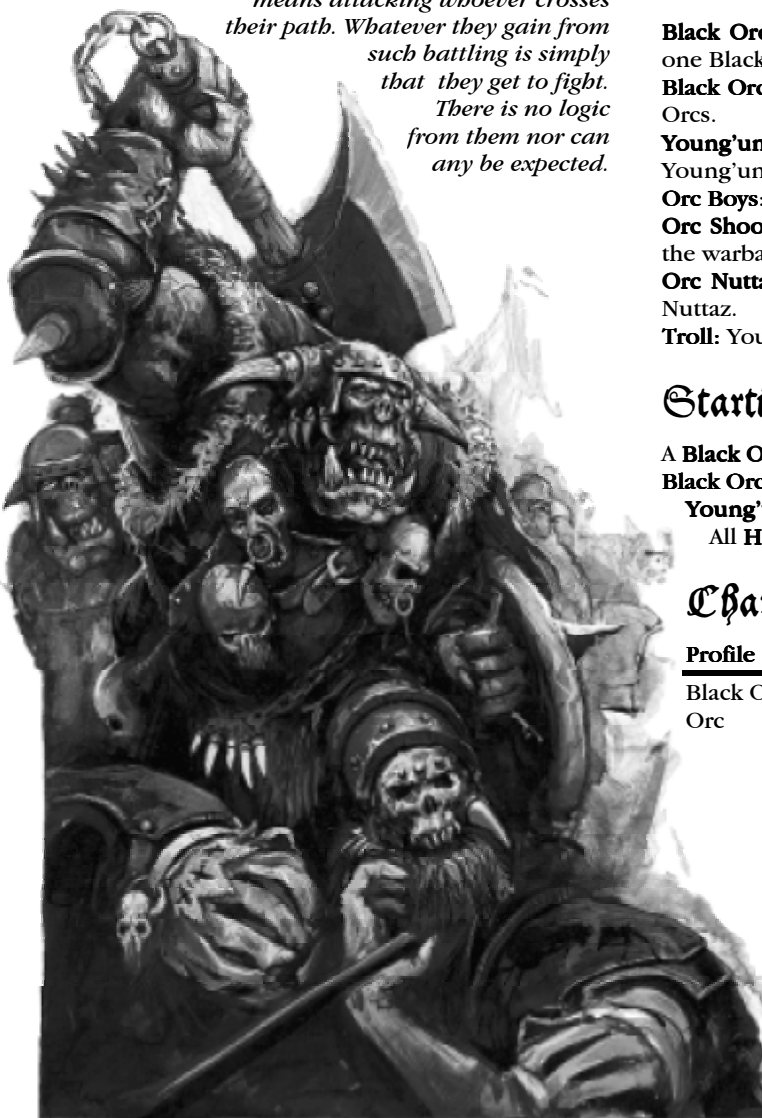 means attacking whoever crosses
their path. Whatever they gain from
such battling is simply
that they get to fight.
There is no logic
from them nor can
any be expected.
Black Orc
one Black
Black Orc
Orcs.
Young'un
Young'un
Orc Boys:
Orc Shoo
the warba
Orc Nutta
Nuttaz.
Troll: You
Starti
A Black O
Black Orc
Young'
All H
Cha
Profile
Black O
Orc